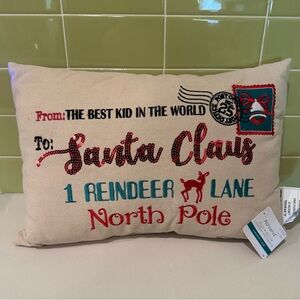 From: THE BEST KID IN THE WORLD
To: Santa Claus
1 REINDEER LANE
North Pole